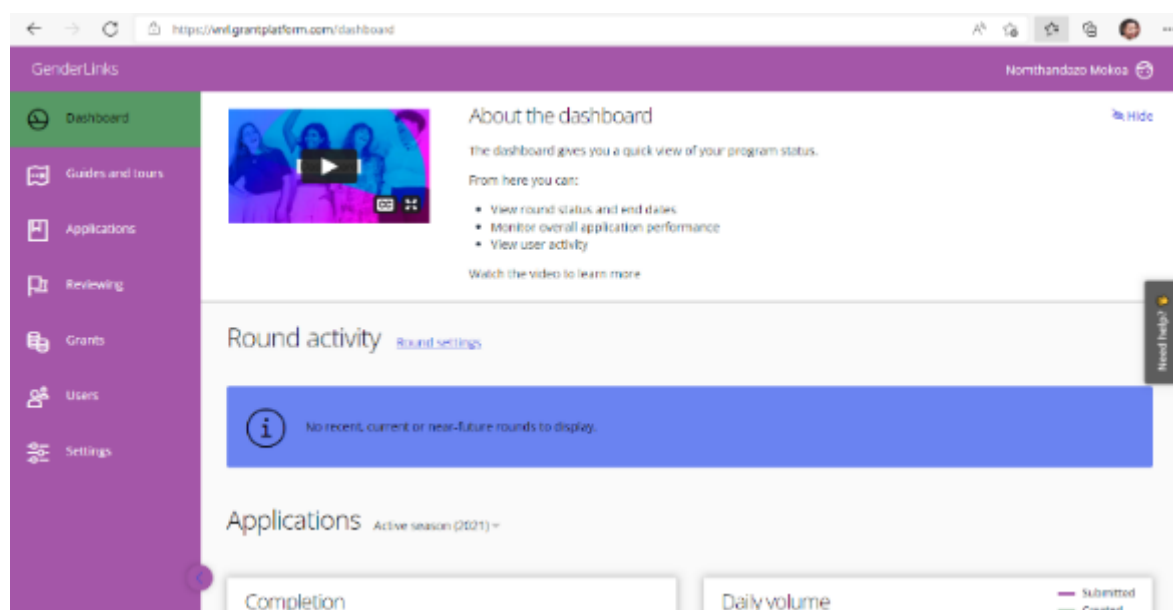 https://wvl.grantplatform.com/dashboard
GenderLinks
Nomthandazo Mokoa
Dashboard
Guides and tours
Applications
Reviewing
Grants
Users
Settings
About the dashboard
Hide
The dashboard gives you a quick view of your program status.
From here you can:
• View round status and end dates
• Monitor overall application performance
• View user activity
Watch the video to learn more
Need help?
Round activity Round settings
No recent, current or near-future rounds to display.
Applications Active season (2021)
Completion
Daily volume
Submitted
Created